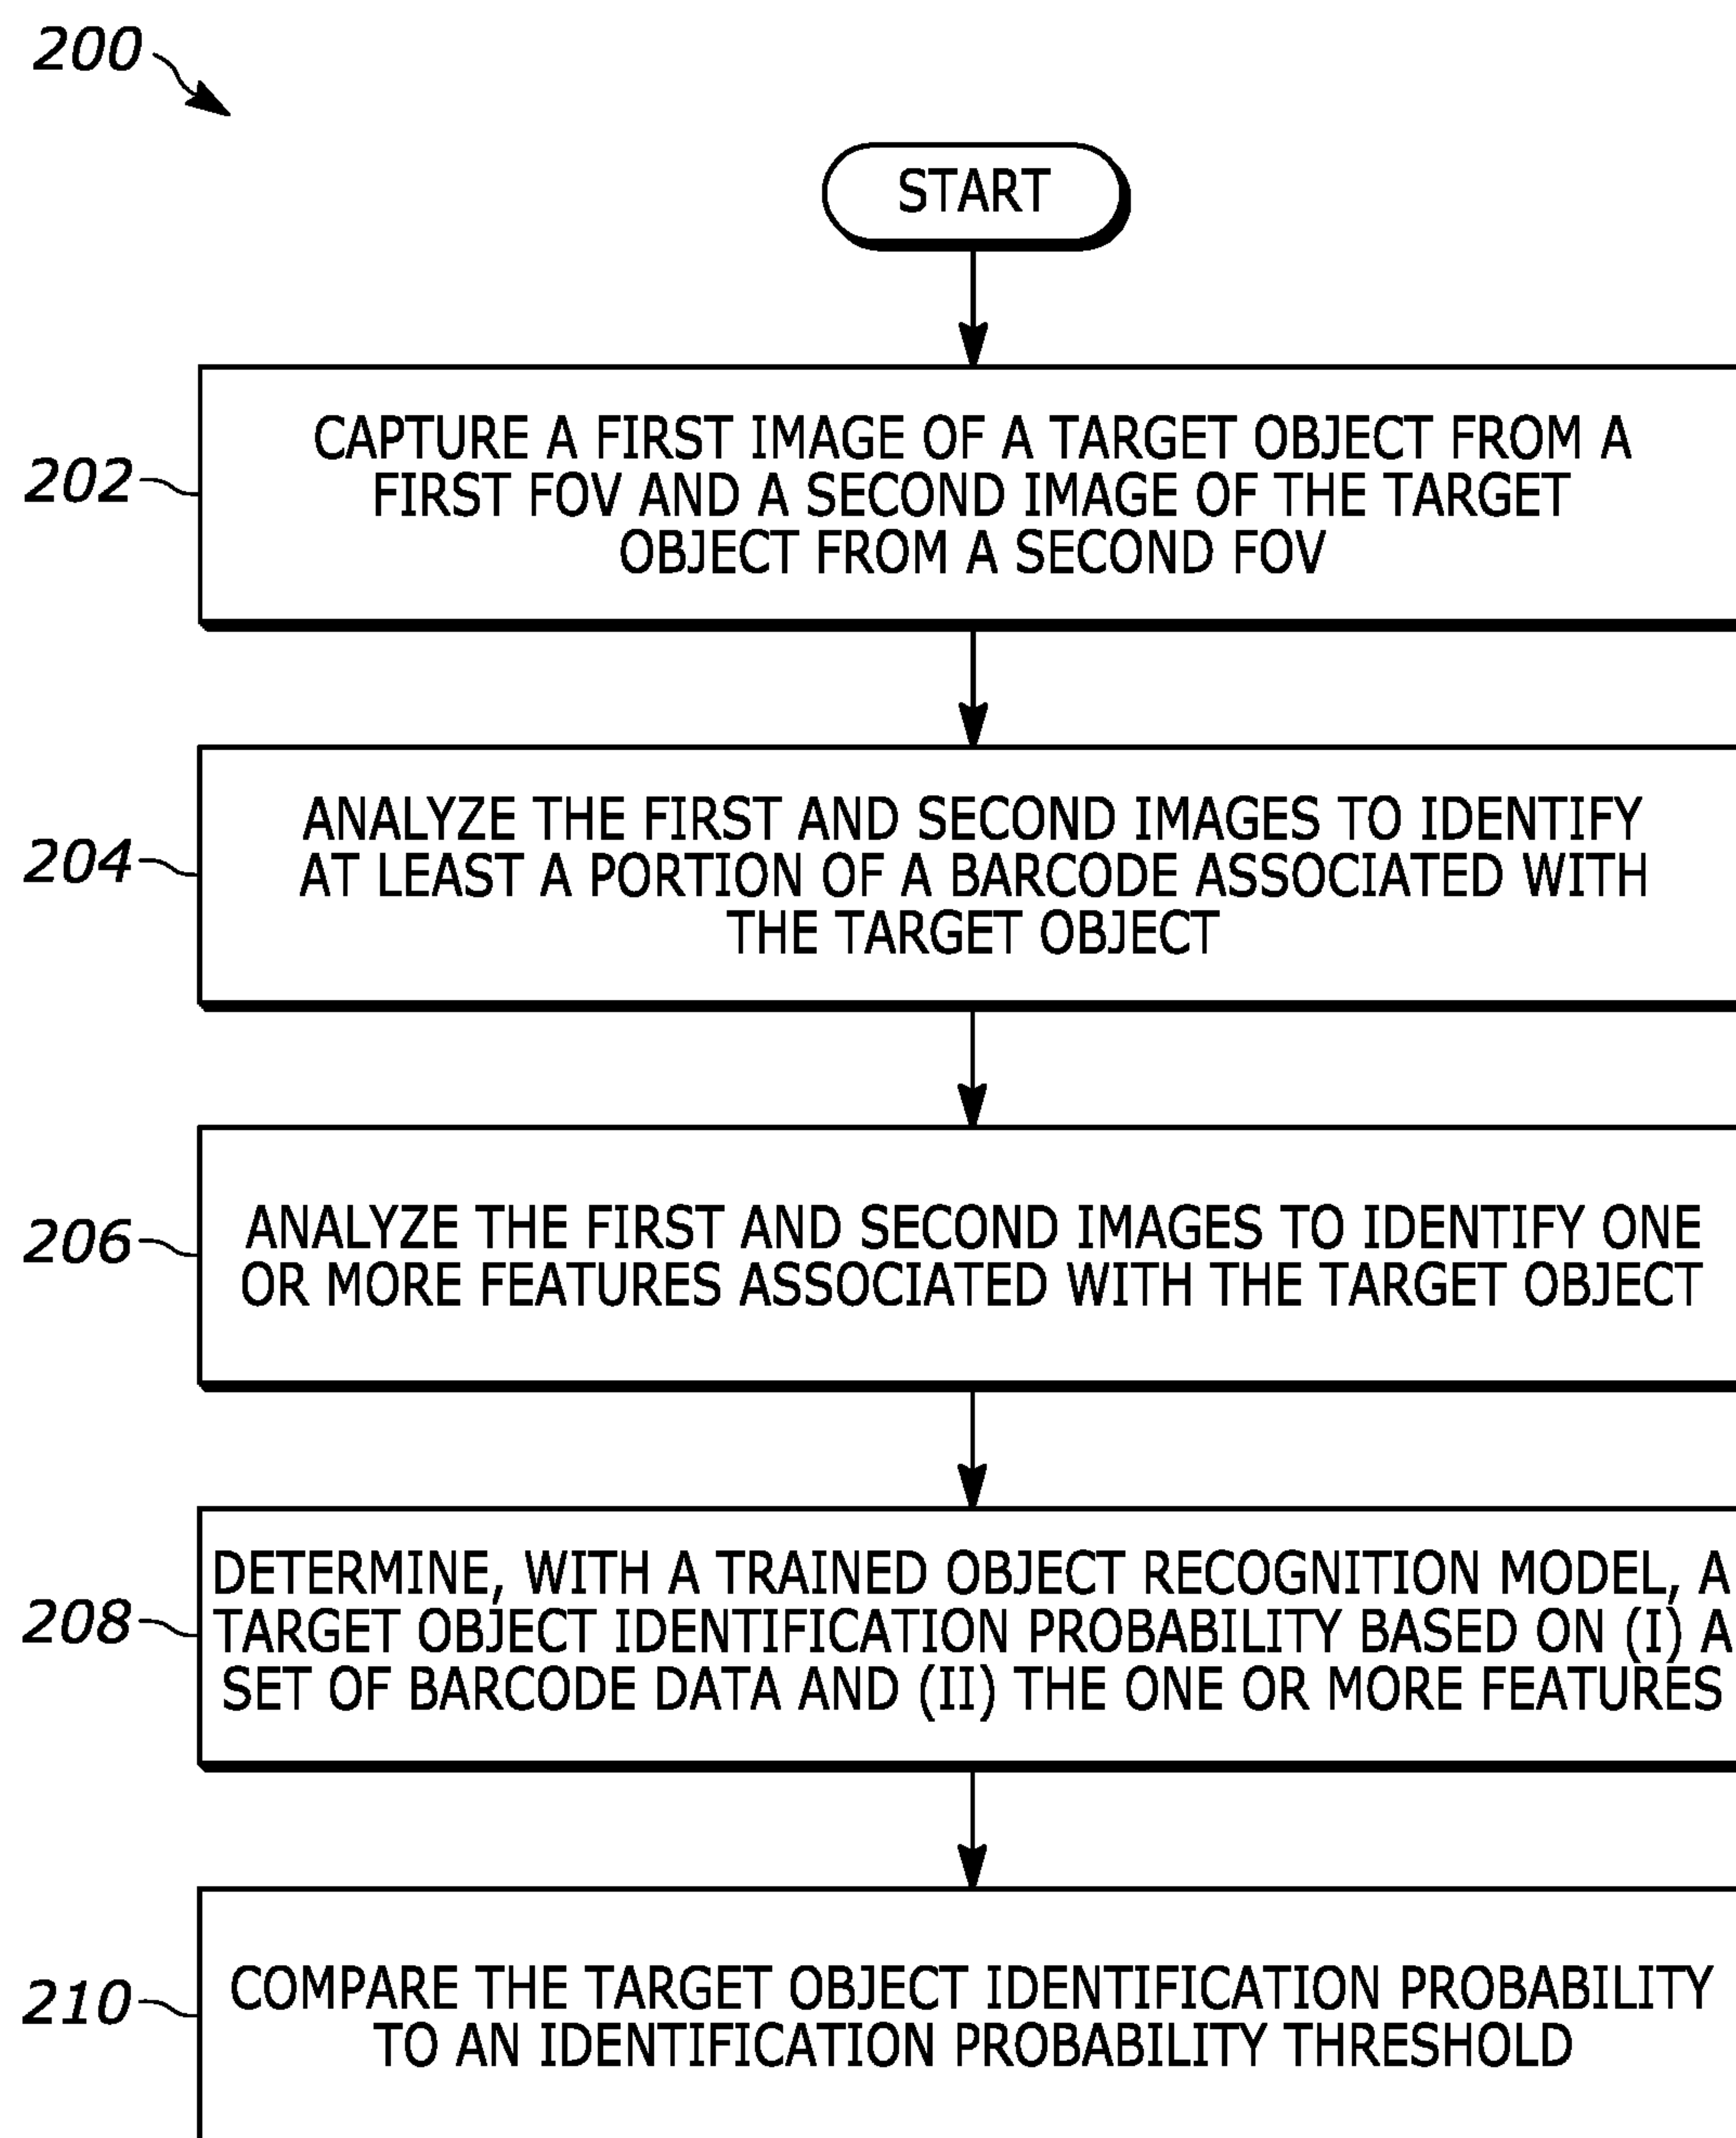 200
START
202
CAPTURE A FIRST IMAGE OF A TARGET OBJECT FROM A
FIRST FOV AND A SECOND IMAGE OF THE TARGET
OBJECT FROM A SECOND FOV
204
ANALYZE THE FIRST AND SECOND IMAGES TO IDENTIFY
AT LEAST A PORTION OF A BARCODE ASSOCIATED WITH
THE TARGET OBJECT
206
ANALYZE THE FIRST AND SECOND IMAGES TO IDENTIFY ONE
OR MORE FEATURES ASSOCIATED WITH THE TARGET OBJECT
208
DETERMINE, WITH A TRAINED OBJECT RECOGNITION MODEL, A
TARGET OBJECT IDENTIFICATION PROBABILITY BASED ON (I) A
SET OF BARCODE DATA AND (II) THE ONE OR MORE FEATURES
210
COMPARE THE TARGET OBJECT IDENTIFICATION PROBABILITY
TO AN IDENTIFICATION PROBABILITY THRESHOLD